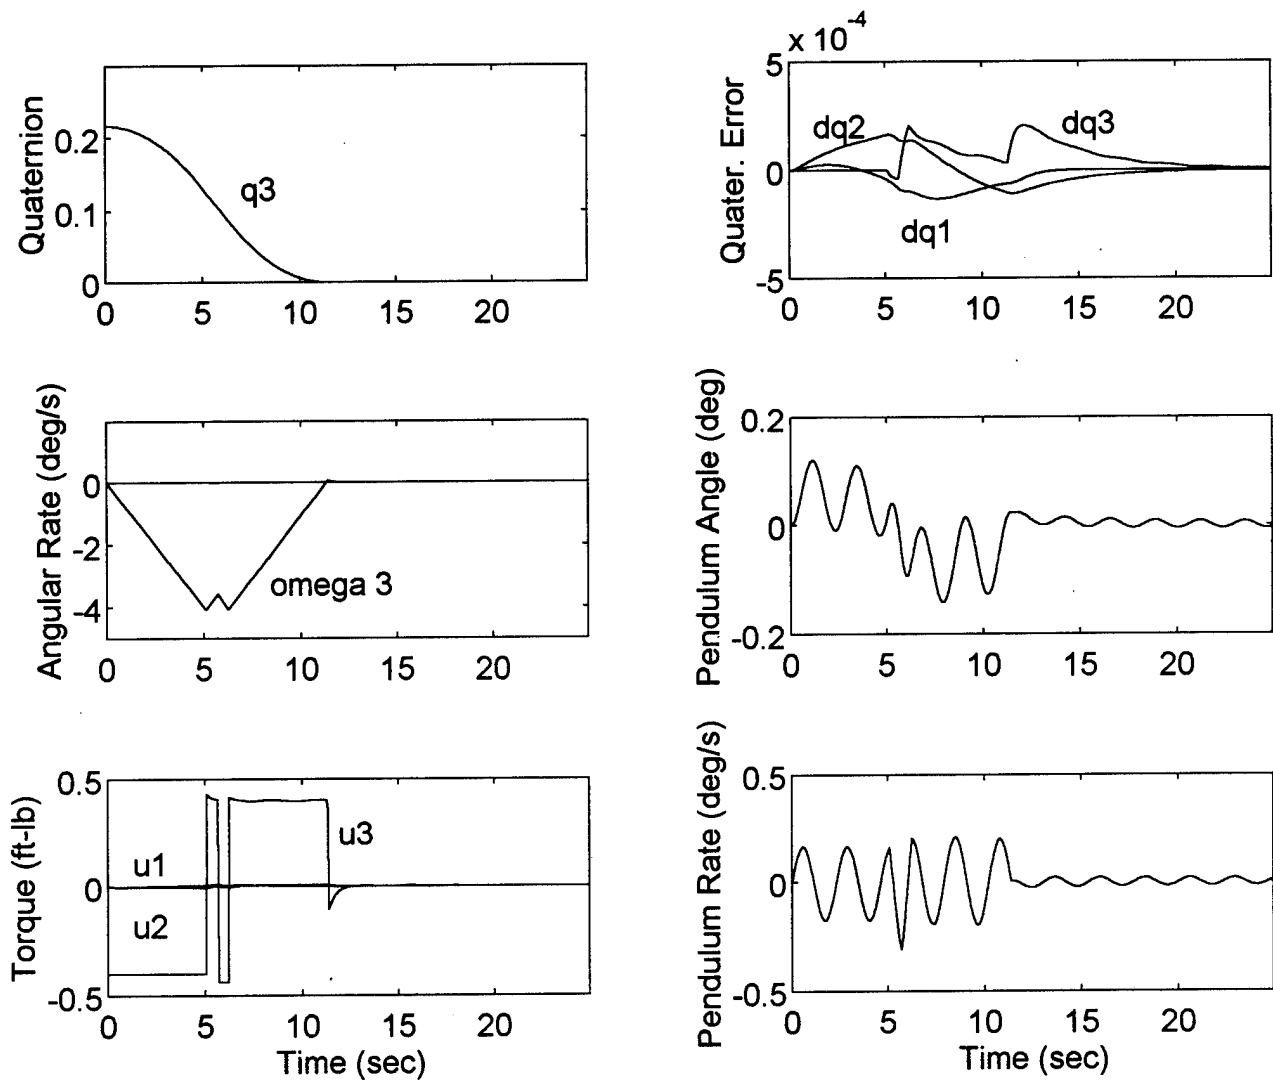 Quaternion
0.2
0.1
0
q3
0 5 10 15 20
x 10-4
Quater. Error
5
0
-5
dq2
dq3
dq1
0 5 10 15 20
Angular Rate (deg/s)
0
-2
-4
omega 3
0 5 10 15 20
Pendulum Angle (deg)
0.2
0
-0.2
0 5 10 15 20
Torque (ft-lb)
0.5
0
-0.5
u1
u2
u3
0 5 10 15 20
Time (sec)
Pendulum Rate (deg/s)
0.5
0
-0.5
0 5 10 15 20
Time (sec)